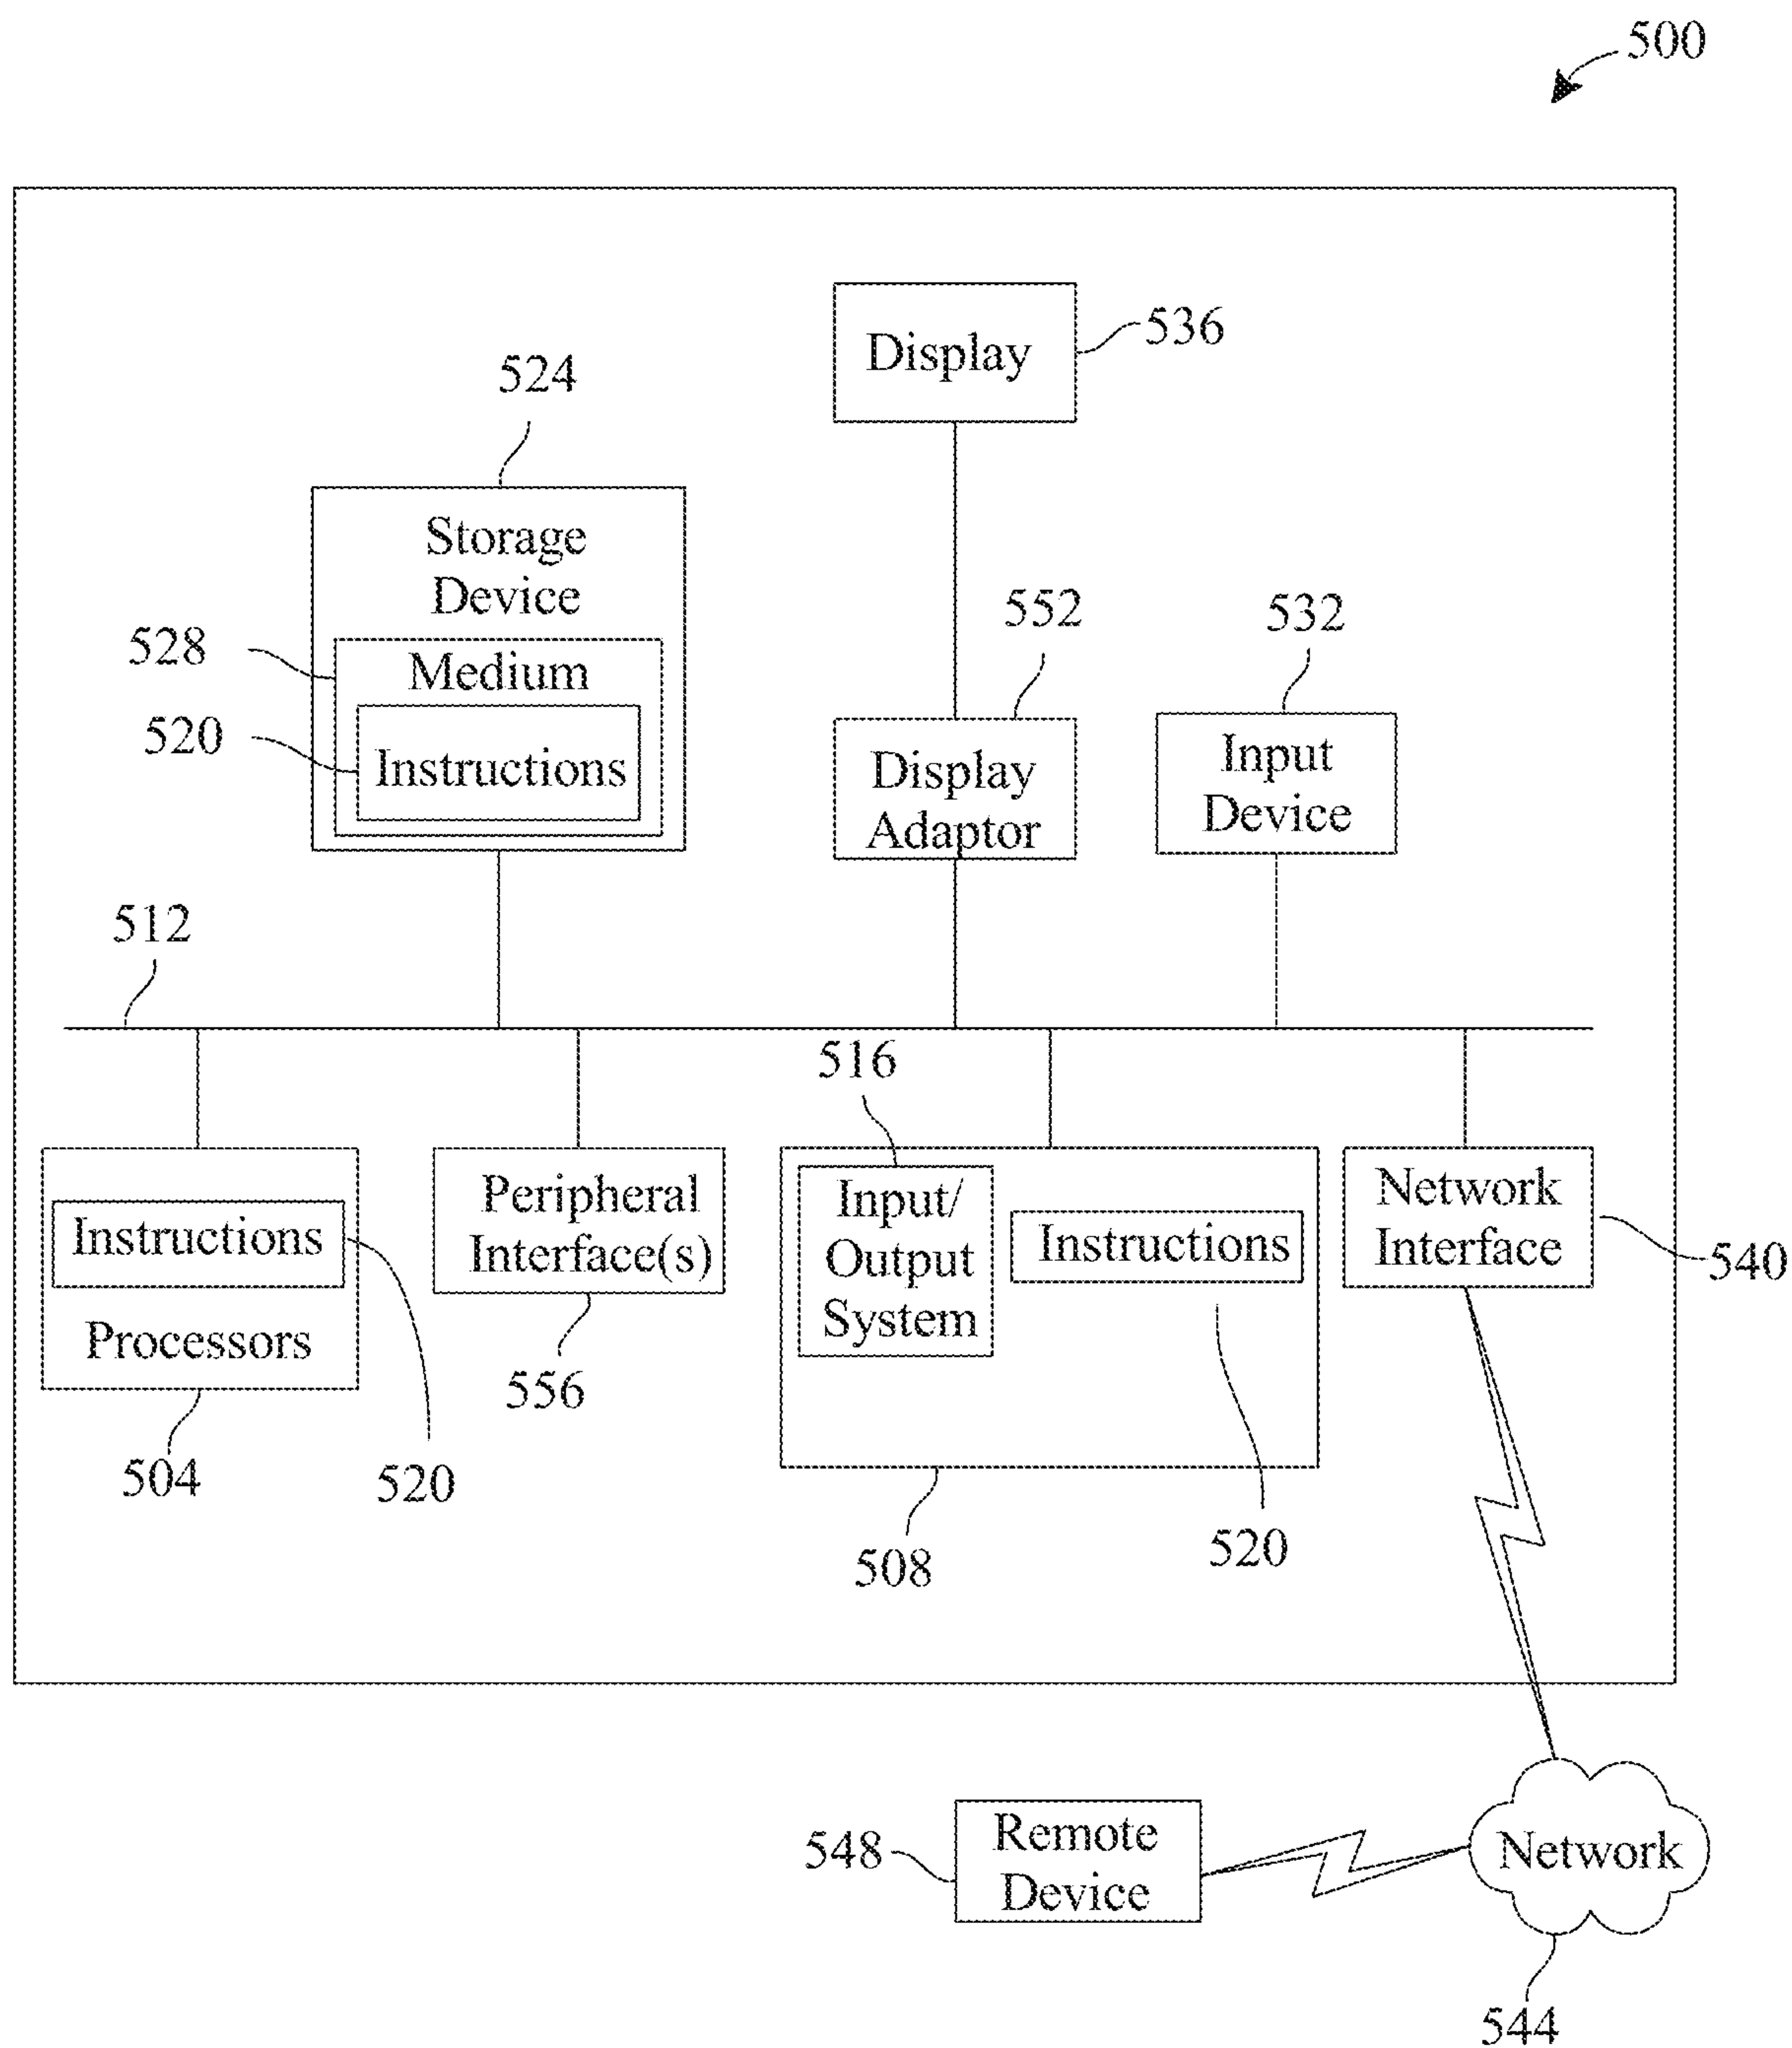 500
536
Display
524
Storage
Device
528
Medium
520
Instructions
552
Display
Adaptor
532
Input
Device
512
516
Instructions
Processors
504
520
Peripheral
Interface(s)
556
Input/
Output
System
Instructions
508
520
Network
Interface
540
548
Remote
Device
Network
544